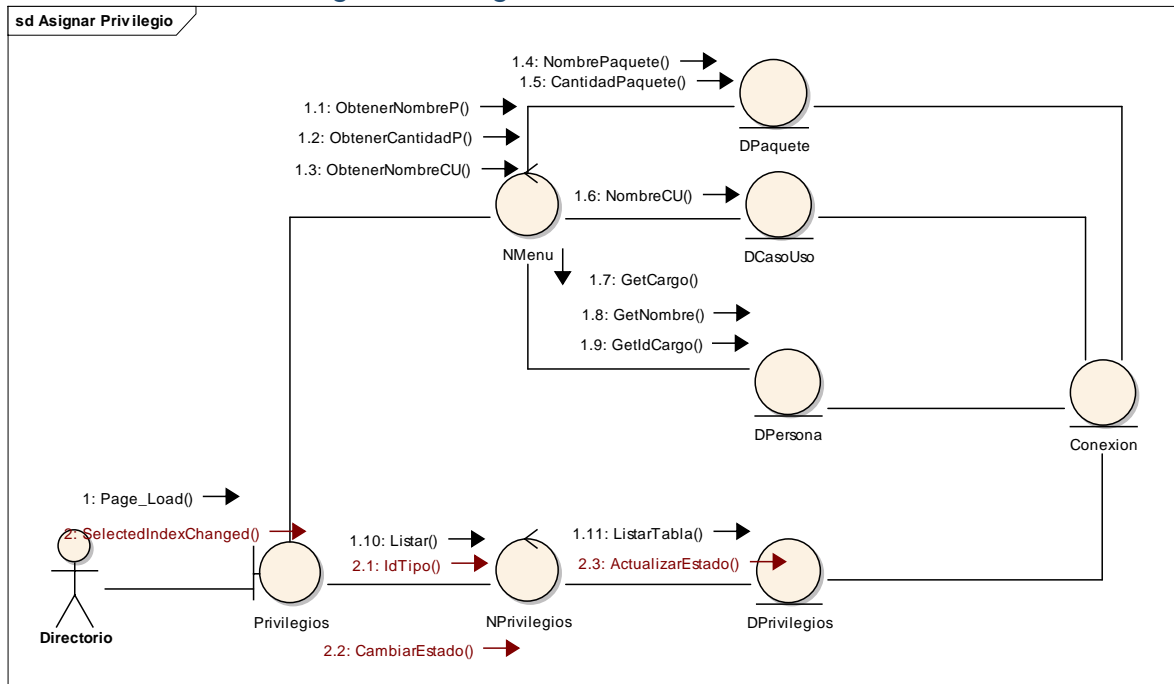 sd Asignar Privilegio
1.4: NombrePaquete()
1.5: CantidadPaquete()
1.1: ObtenerNombreP()
1.2: ObtenerCantidadP()
DPaquete
1.3: ObtenerNombreCU()
1.6: NombreCU()
NMenu
DCasoUso
1.7: GetCargo()
1.8: GetNombre()
1.9: GetIdCargo()
DPersona
Conexion
1: Page_Load()
2: SelectedIndexChanged()
1.10: Listar()
1.11: ListarTabla()
2.1: IdTipo()
2.3: ActualizarEstado()
Directorio
Privilegios
NPrivilegios
DPrivilegios
2.2: CambiarEstado()